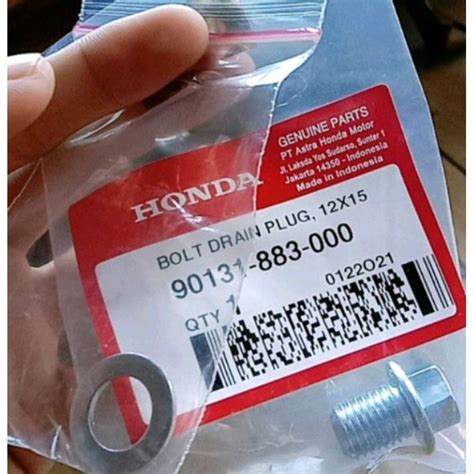 GENUINE PARTS
PT Astra Honda Motor
Jl. Laksda Yos Sudarso, Sunter 1
Jakarta 14350 - Indonesia
Made in Indonesia
HONDA
BOLT DRAIN PLUG, 12X15
90131-883-000
QTY 1
0122O21